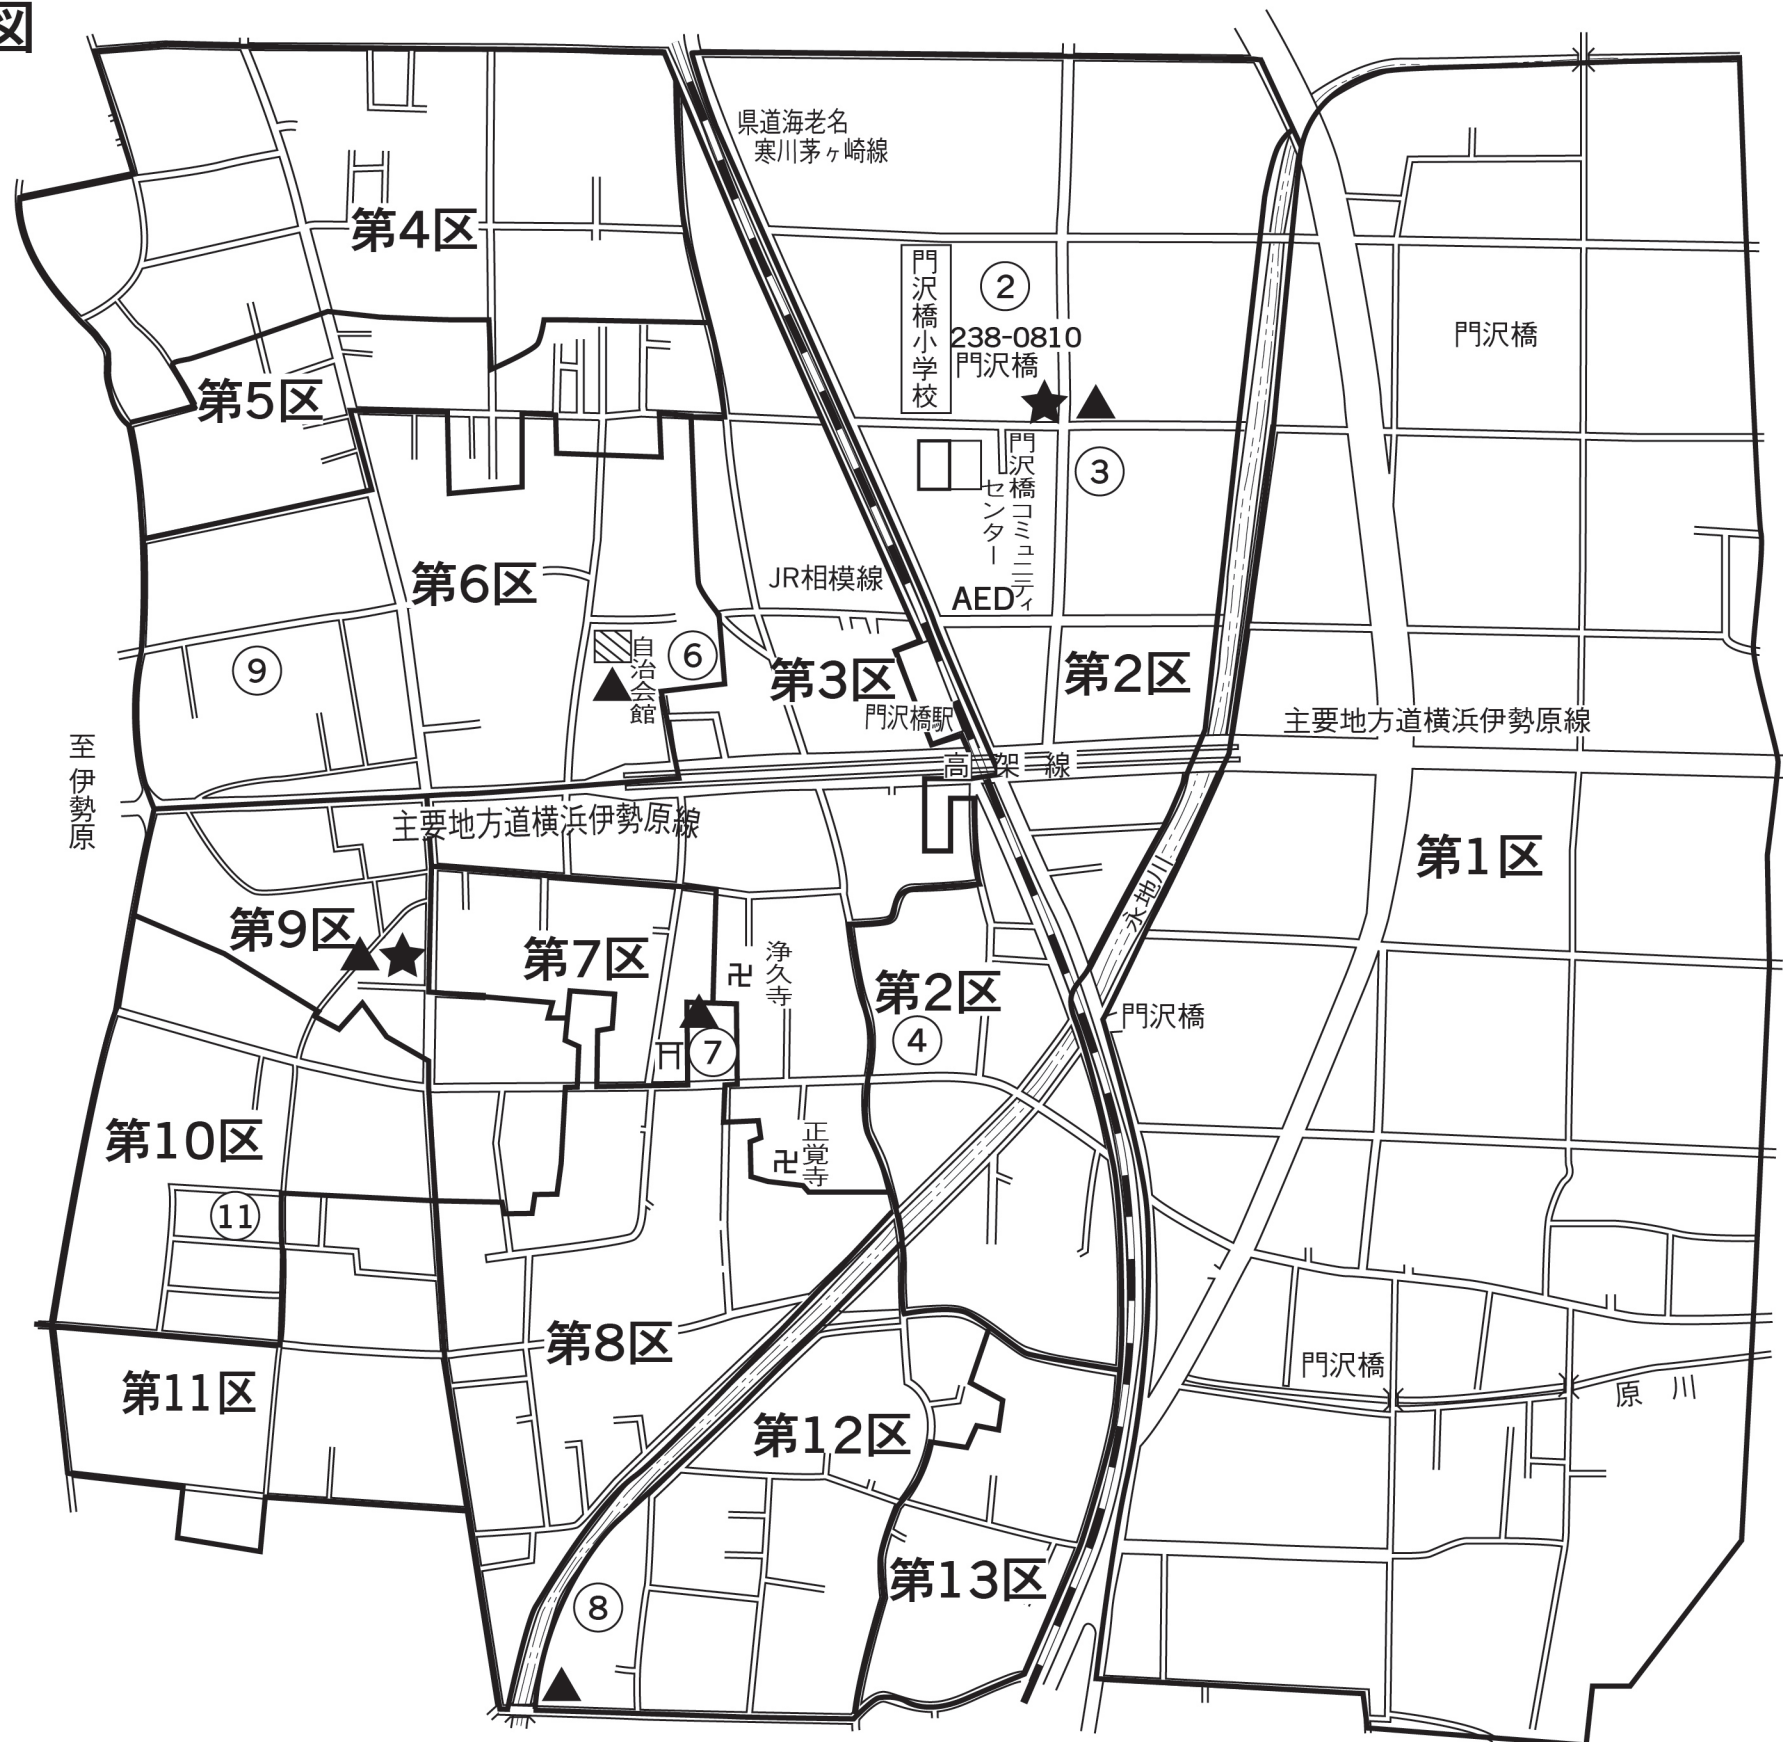 図
県道海老名
寒川茅ヶ崎線
第4区
門沢橋小学校
②
238-0810
門沢橋
門沢橋
第5区
③
門沢橋コミュニティ
センター
AED
JR相模線
第6区
自治会館
⑥
⑨
第3区
第2区
門沢橋駅
主要地方道横浜伊勢原線
高架線
至伊勢原
主要地方道横浜伊勢原線
第1区
永池川
第9区
第7区
卍
浄久寺
第2区
④
門沢橋
⑦
第10区
卍
正覚寺
⑪
第8区
第11区
門沢橋
原川
第12区
第13区
⑧